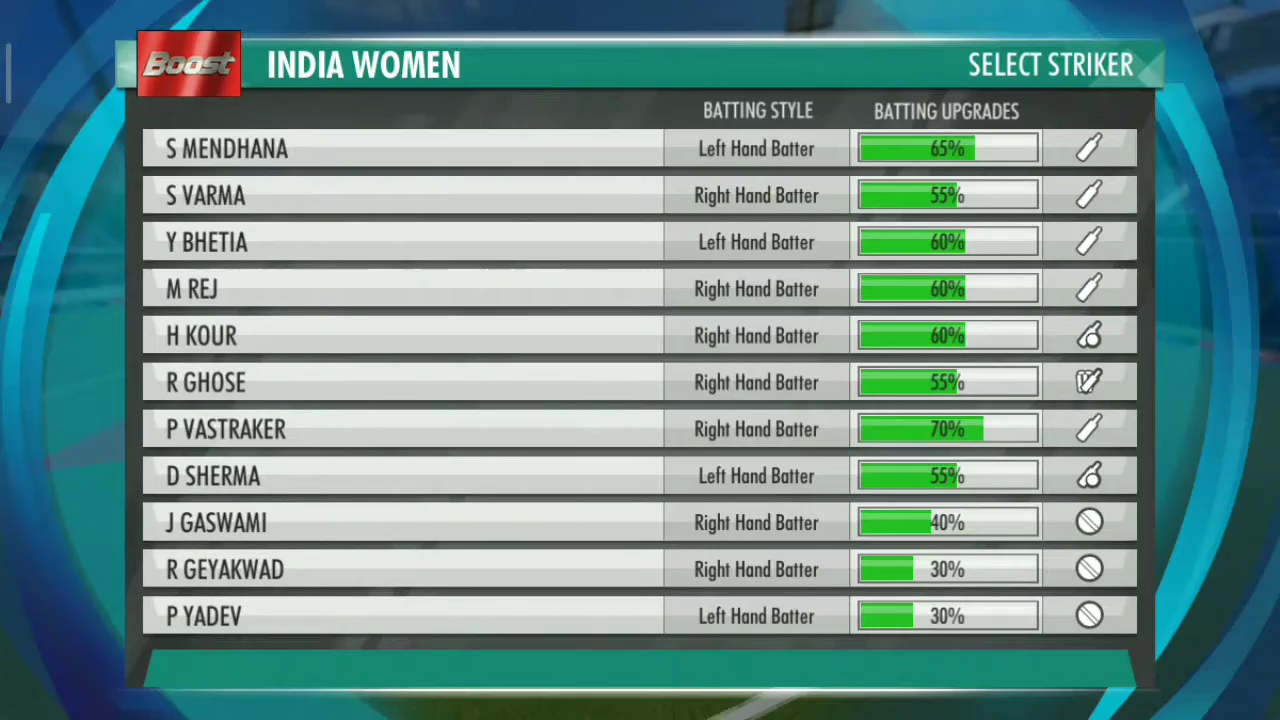 Boost INDIA WOMEN SELECT STRIKER
BATTING STYLE BATTING UPGRADES
S MENDHANA Left Hand Batter 65%
S VARMA Right Hand Batter 55%
Y BHETIA Left Hand Batter 60%
M REJ Right Hand Batter 60%
H KOUR Right Hand Batter 60%
R GHOSE Right Hand Batter 55%
P VASTRAKER Right Hand Batter 70%
D SHERMA Left Hand Batter 55%
J GASWAMI Right Hand Batter 40%
R GEYAKWAD Right Hand Batter 30%
P YADEV Left Hand Batter 30%